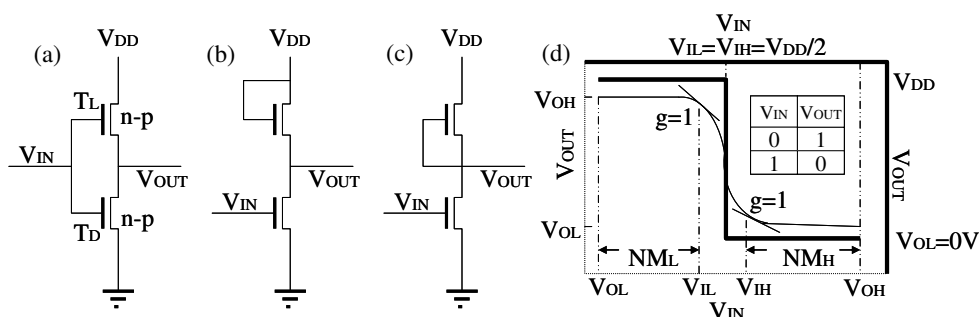 (a)
VDD
TL
n-p
VIN
VOUT
TD
n-p
(b)
VDD
VOUT
VIN
(c)
VDD
VOUT
VIN
(d)
VIN
VIL=VIH=VDD/2
VDD
VOH
g=1
VIN VOUT
0 1
1 0
VOUT
VOUT
g=1
VOL
VOL=0V
NML
NMH
VOL
VIL
VIH
VOH
VIN